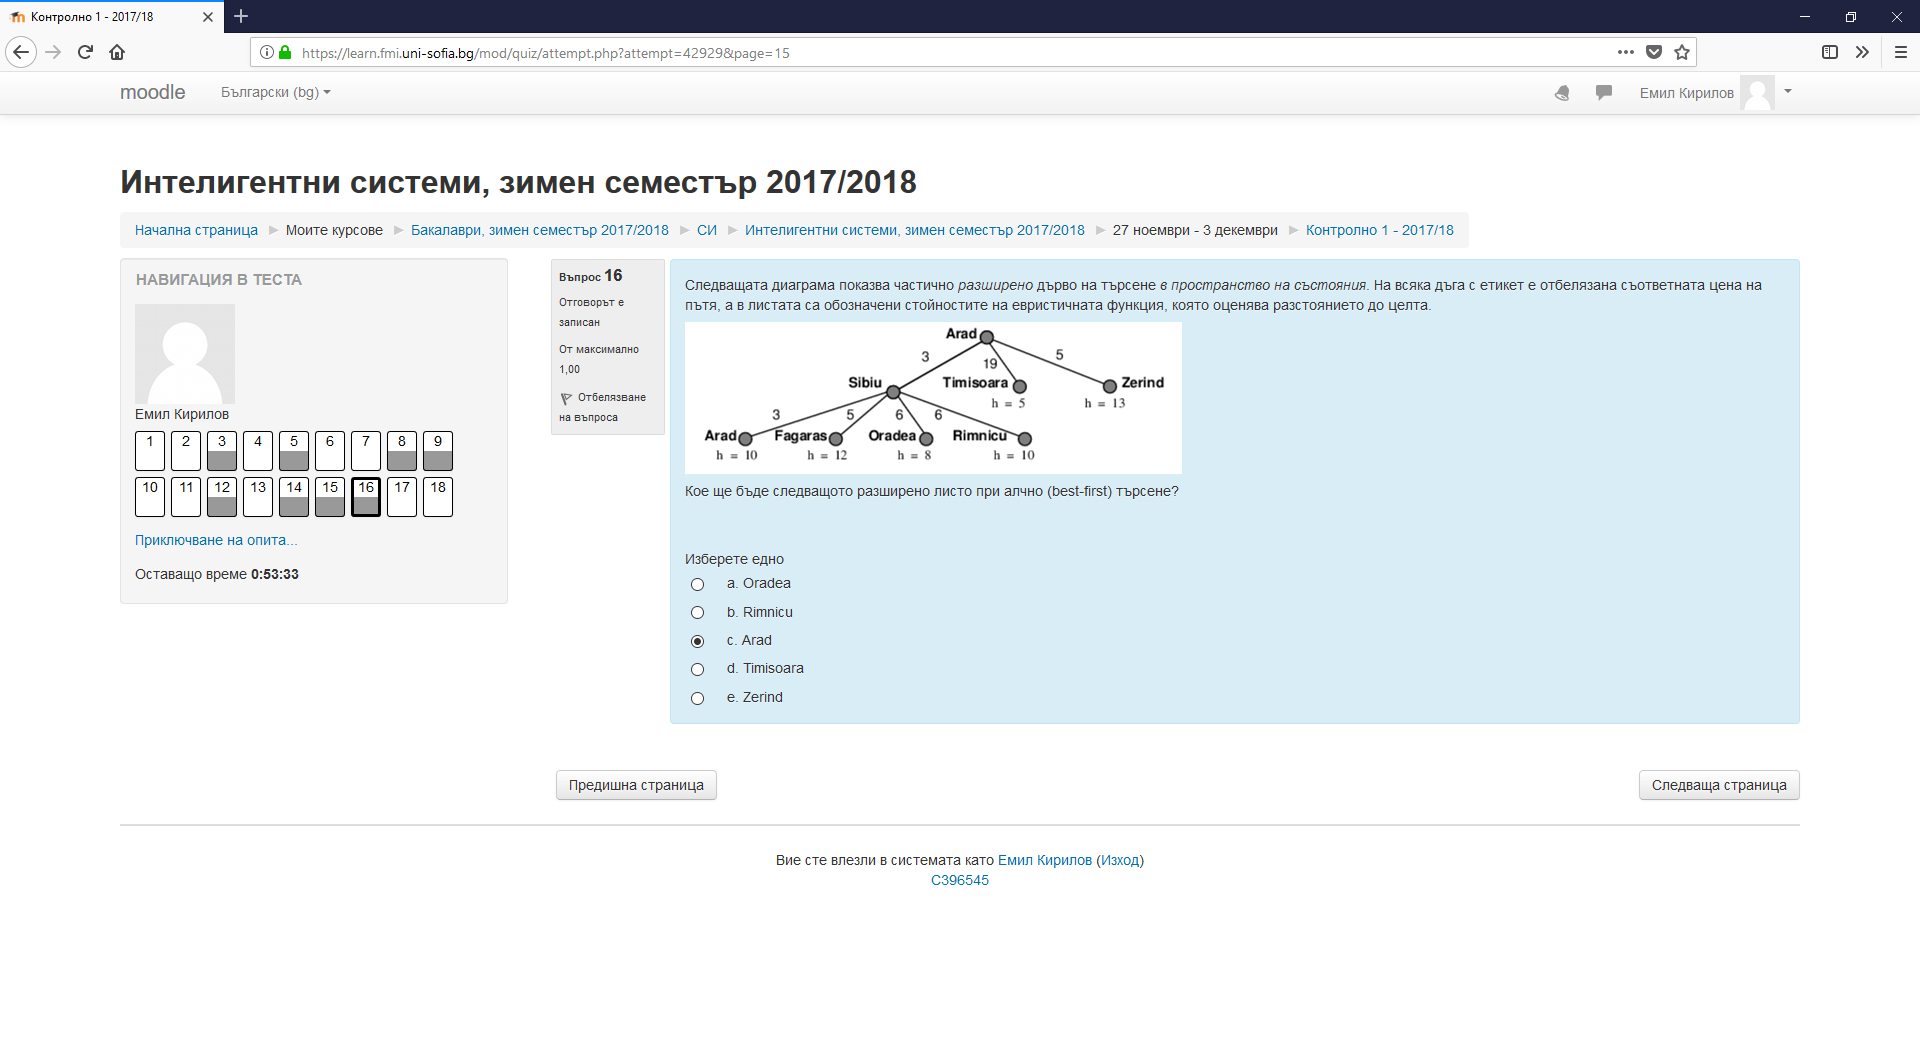 Контролно 1 - 2017/18
https://learn.fmi.uni-sofia.bg/mod/quiz/attempt.php?attempt=42929&page=15
moodle
Български (bg)
Емил Кирилов
Интелигентни системи, зимен семестър 2017/2018
Начална страница
Моите курсове
Бакалаври, зимен семестър 2017/2018
СИ
Интелигентни системи, зимен семестър 2017/2018
27 ноември - 3 декември
Контролно 1 - 2017/18
НАВИГАЦИЯ В ТЕСТА
Емил Кирилов
1 2 3 4 5 6 7 8 9
10 11 12 13 14 15 16 17 18
Приключване на опита...
Оставащо време 0:53:33
Въпрос 16
Отговорът е
записан
От максимално
1,00
Отбелязване
на въпроса
Следващата диаграма показва частично разширено дърво на търсене в пространство на състояния. На всяка дъга с етикет е отбелязана съответната цена на
пътя, а в листата са обозначени стойностите на евристичната функция, която оценява разстоянието до целта.
Arad
3
19
5
Sibiu
Timisoara
Zerind
h = 5
h = 13
3
5
6
6
Arad
Fagaras
Oradea
Rimnicu
h = 10
h = 12
h = 8
h = 10
Кое ще бъде следващото разширено листо при алчно (best-first) търсене?
Изберете едно
a. Oradea
b. Rimnicu
c. Arad
d. Timisoara
e. Zerind
Предишна страница
Следваща страница
Вие сте влезли в системата като Емил Кирилов (Изход)
C396545